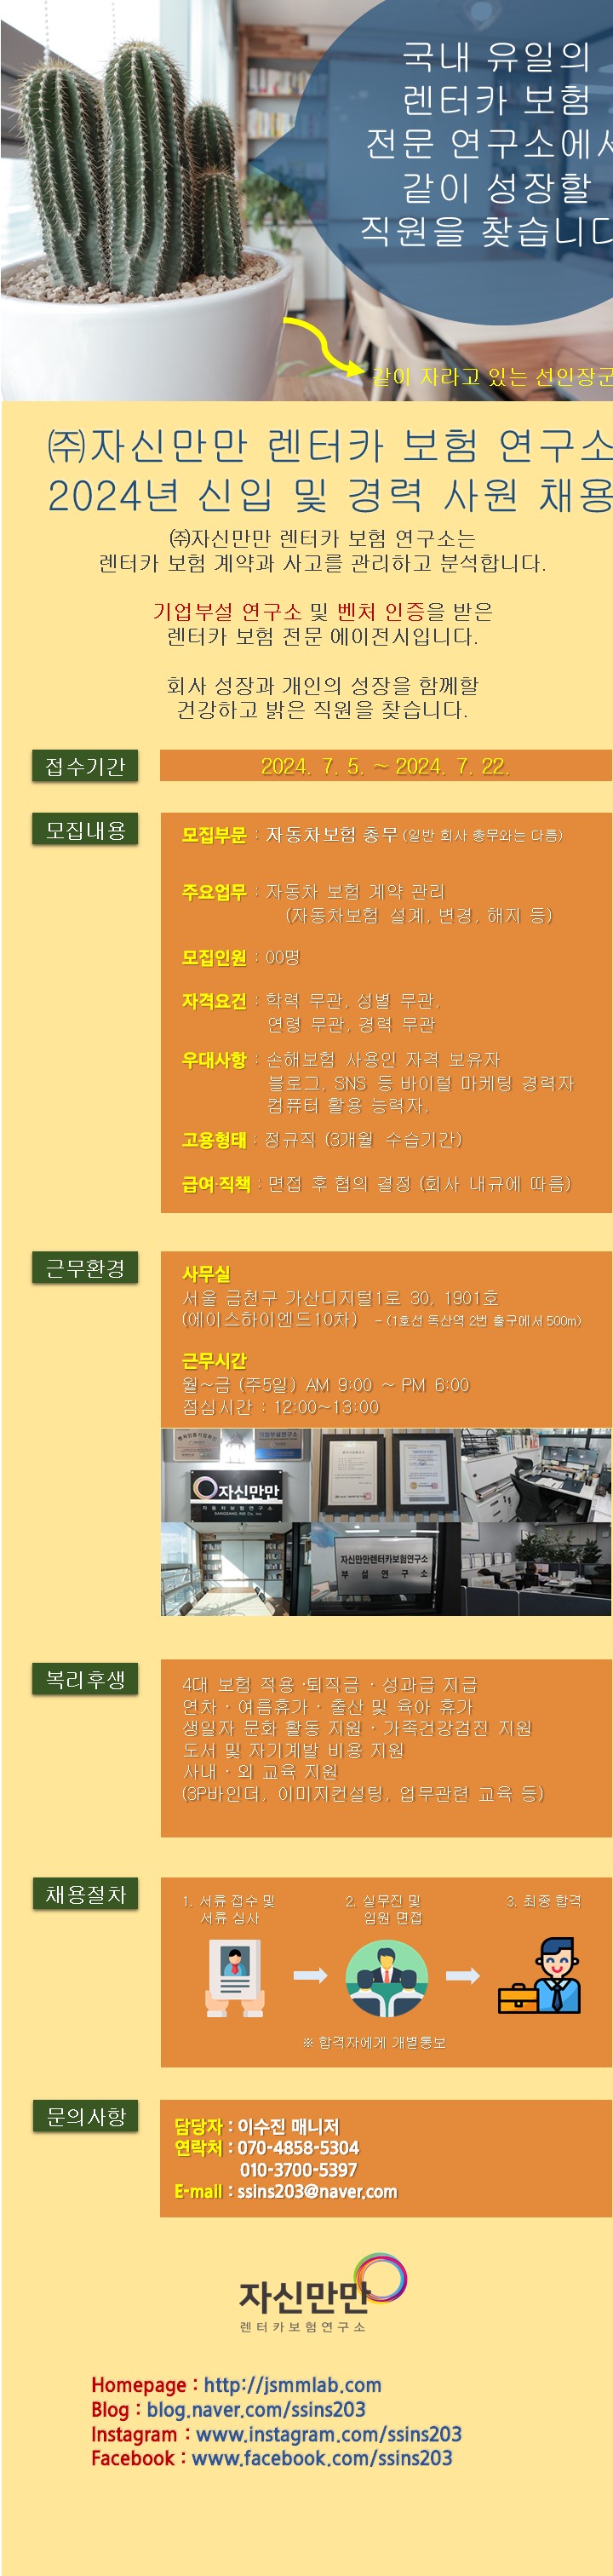 국내 유일의
렌터카 보험
전문 연구소에서
같이 성장할
직원을 찾습니다
같이 자라고 있는 선인장군
㈜자신만만 렌터카 보험 연구소
2024년 신입 및 경력 사원 채용
㈜자신만만 렌터카 보험 연구소는
렌터카 보험 계약과 사고를 관리하고 분석합니다.
기업부설 연구소 및 벤처 인증을 받은
렌터카 보험 전문 에이전시입니다.
회사 성장과 개인의 성장을 함께할
건강하고 밝은 직원을 찾습니다.
접수기간
2024. 7. 5. ~ 2024. 7. 22.
모집내용
모집부문 : 자동차보험 총무 (일반 회사 총무와는 다름)
주요업무 : 자동차 보험 계약 관리
(자동차보험 설계, 변경, 해지 등)
모집인원 : 00명
자격요건 : 학력 무관, 성별 무관,
연령 무관, 경력 무관
우대사항 : 손해보험 사용인 자격 보유자
블로그, SNS 등 바이럴 마케팅 경력자
컴퓨터 활용 능력자,
고용형태 : 정규직 (3개월 수습기간)
급여·직책 : 면접 후 협의 결정 (회사 내규에 따름)
근무환경
사무실
서울 금천구 가산디지털1로 30, 1901호
(에이스하이엔드10차) - (1호선 독산역 2번 출구에서 500m)
근무시간
월~금 (주5일) AM 9:00 ~ PM 6:00
점심시간 : 12:00~13:00
기업부설연구소
자신만만
자동차보험연구소
자신만만렌터카보험연구소
부 설 연 구 소
복리후생
4대 보험 적용 ·퇴직금 · 성과급 지급
연차 · 여름휴가 · 출산 및 육아 휴가
생일자 문화 활동 지원 · 가족건강검진 지원
도서 및 자기계발 비용 지원
사내 · 외 교육 지원
(3P바인더, 이미지컨설팅, 업무관련 교육 등)
채용절차
1. 서류 접수 및
서류 심사
2. 실무진 및
임원 면접
3. 최종 합격
※ 합격자에게 개별통보
문의사항
담당자 : 이수진 매니저
연락처 : 070-4858-5304
010-3700-5397
E-mail : ssins203@naver.com
자신만만
렌터카보험연구소
Homepage : http://jsmmlab.com
Blog : blog.naver.com/ssins203
Instagram : www.instagram.com/ssins203
Facebook : www.facebook.com/ssins203